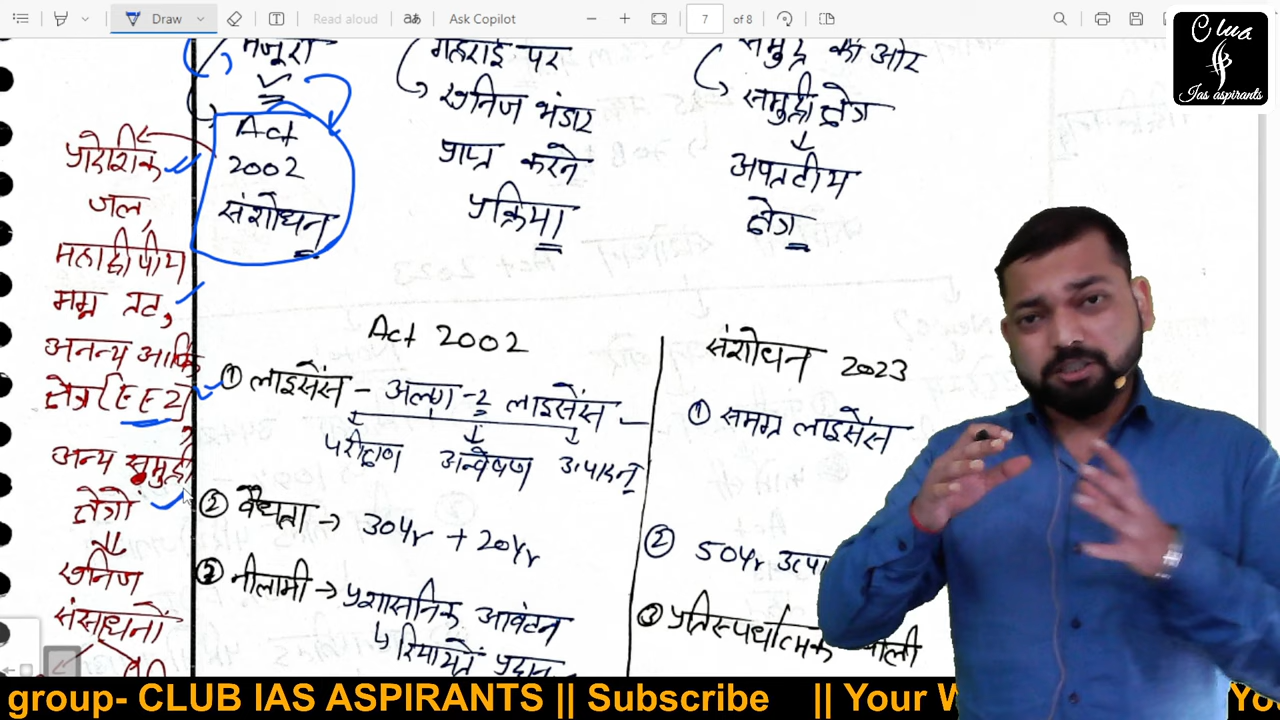 Draw
Read aloud
Ask Copilot
7 of 8
Club
Ias aspirants
मंजूरी
Act
2002
संशोधन
गहराई पर
खनिज भंडार
प्राप्त करने
प्रक्रिया
समुद्र की ओर
समुद्री क्षेत्र
अपतटीय
क्षेत्र
प्रादेशिक
जल,
महाद्वीपीय
मग्न तट,
अनन्य आर्थिक
क्षेत्र (EEZ)
अन्य समुद्री
क्षेत्रों
खनिज
संसाधनों
Act 2002
① लाइसेंस - अलग-2 लाइसेंस
परीक्षण अन्वेषण उत्पादन
② वैधता → 30yr + 20yr
③ नीलामी → प्रशासनिक आवंटन
रियायतें प्रदान
संशोधन 2023
① समग्र लाइसेंस
② 50yr
③ प्रतिस्पर्धात्मक बोली
group- CLUB IAS ASPIRANTS || Subscribe || Your